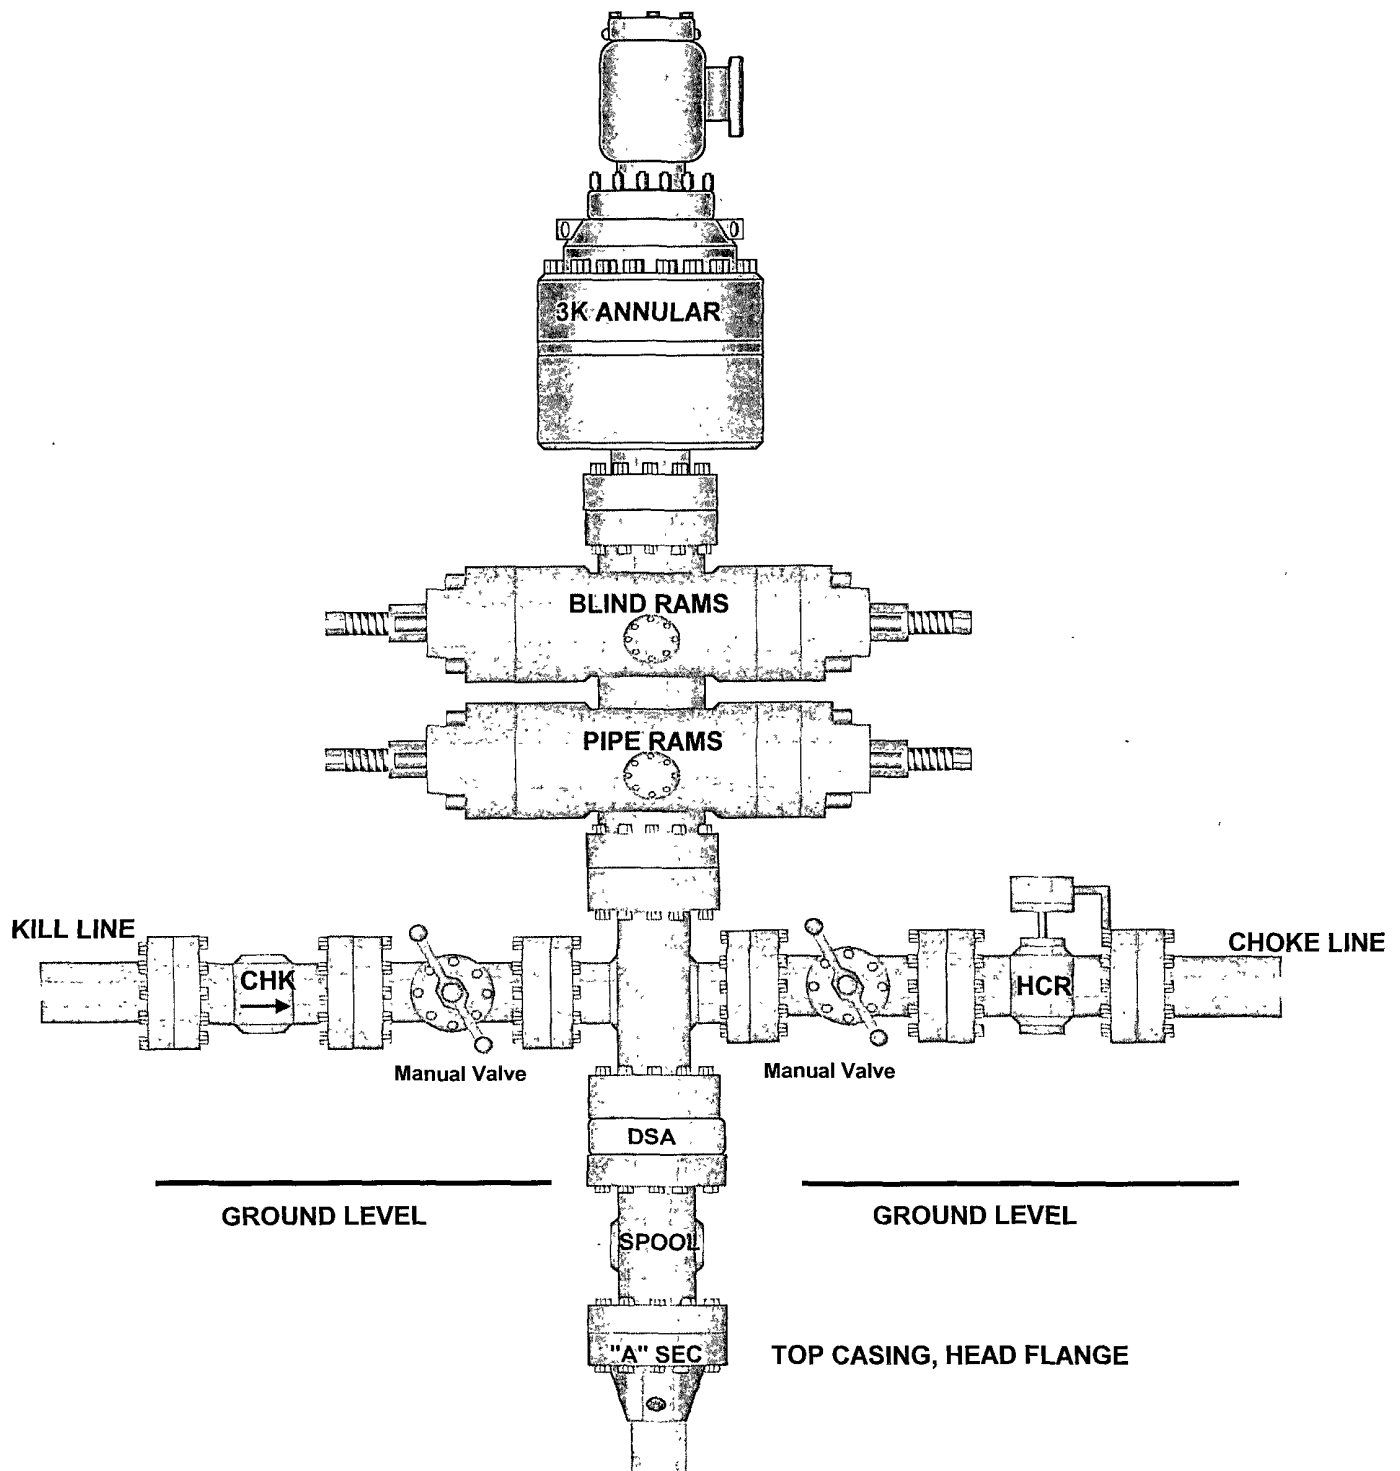 3K ANNULAR
BLIND RAMS
PIPE RAMS
KILL LINE
CHOKE LINE
CHK
HCR
Manual Valve
Manual Valve
DSA
GROUND LEVEL
GROUND LEVEL
SPOOL
"A" SEC
TOP CASING, HEAD FLANGE